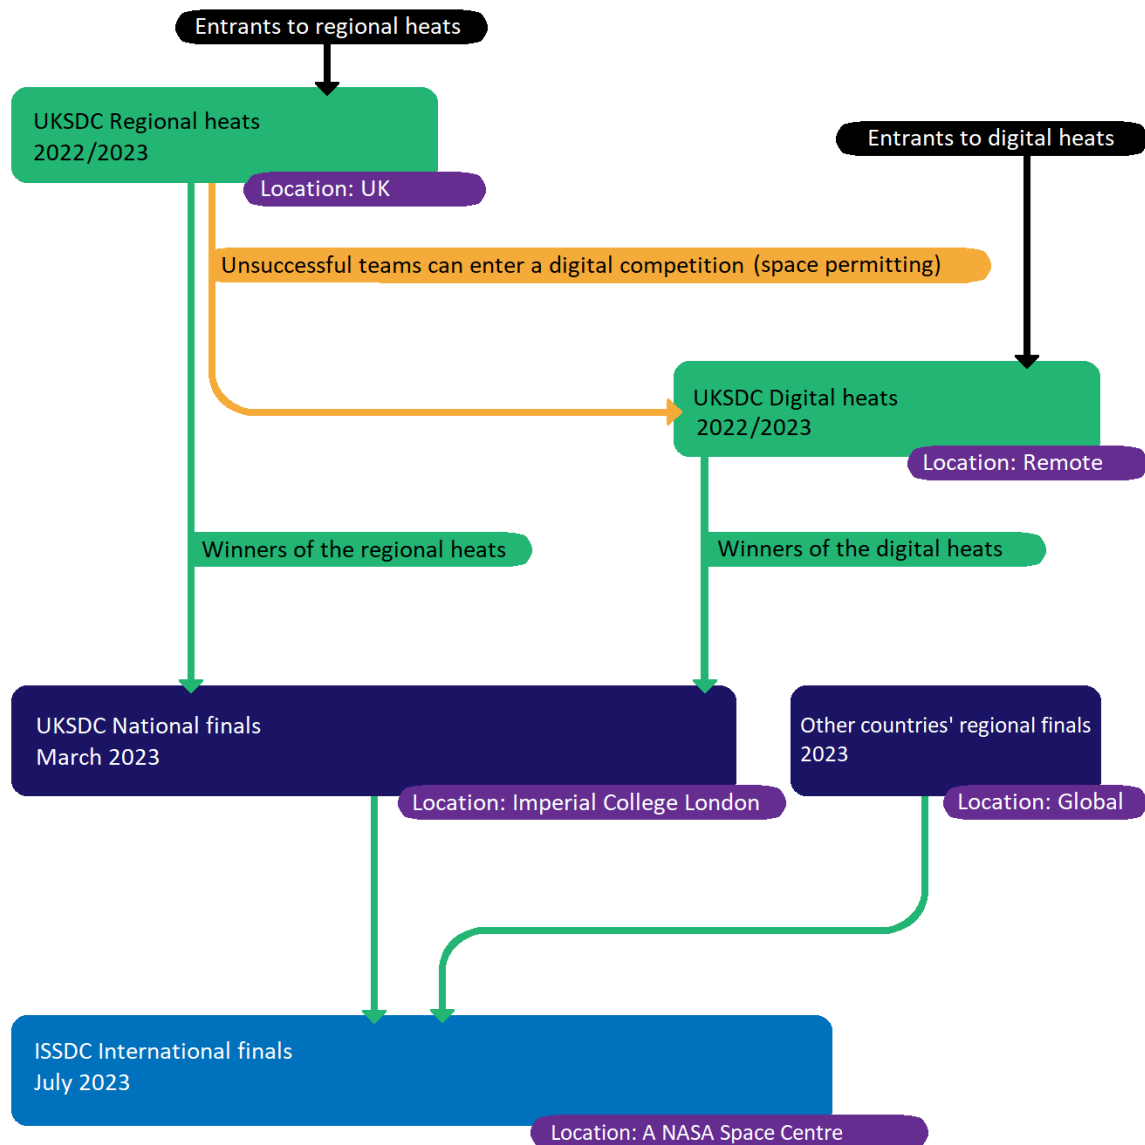 Entrants to regional heats
UKSDC Regional heats
2022/2023
Location: UK
Entrants to digital heats
Unsuccessful teams can enter a digital competition (space permitting)
UKSDC Digital heats
2022/2023
Location: Remote
Winners of the regional heats
Winners of the digital heats
UKSDC National finals
March 2023
Location: Imperial College London
Other countries' regional finals
2023
Location: Global
ISSDC International finals
July 2023
Location: A NASA Space Centre